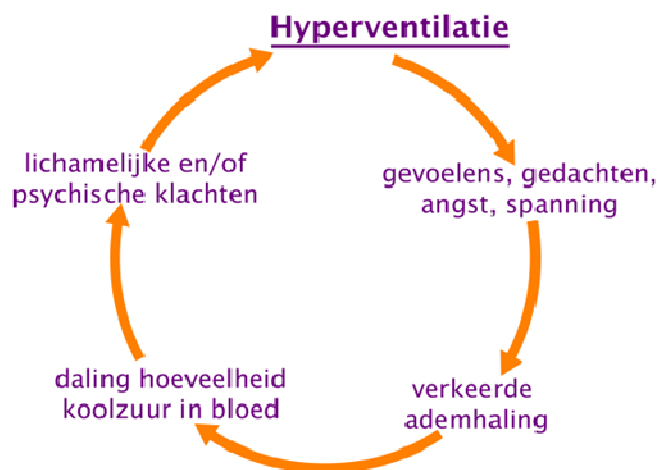 Hyperventilatie
gevoelens, gedachten,
angst, spanning
verkeerde
ademhaling
daling hoeveelheid
koolzuur in bloed
lichamelijke en/of
psychische klachten